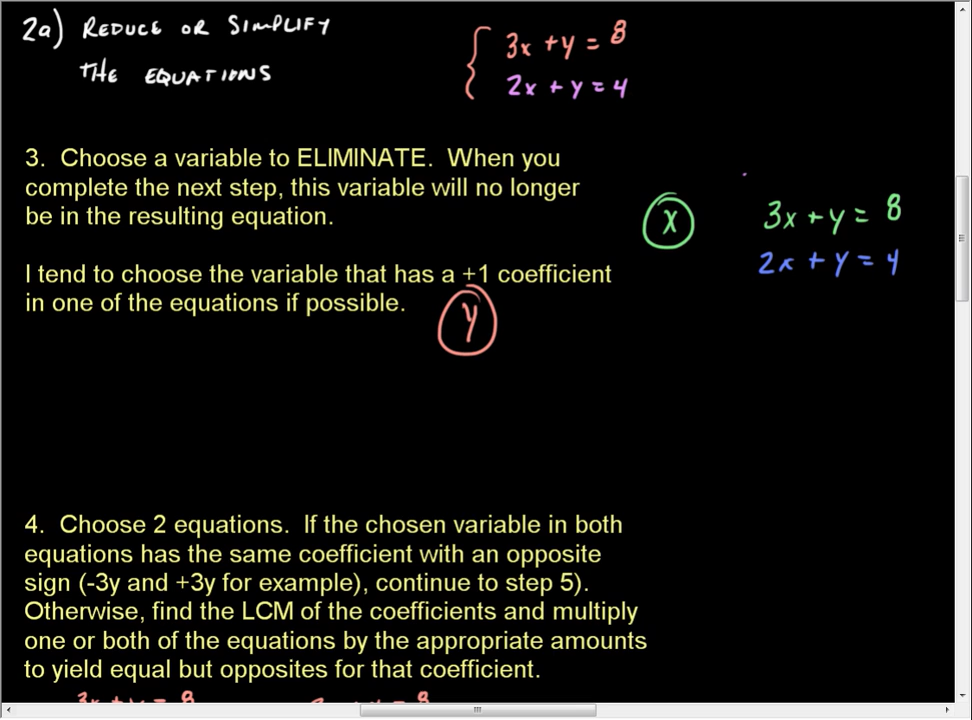 2a) REDUCE OR SIMPLIFY
THE EQUATIONS
3x + y = 8
2x + y = 4
3. Choose a variable to ELIMINATE. When you
complete the next step, this variable will no longer
be in the resulting equation.
X
3x + y = 8
2x + y = 4
I tend to choose the variable that has a +1 coefficient
in one of the equations if possible.
y
4. Choose 2 equations. If the chosen variable in both
equations has the same coefficient with an opposite
sign (-3y and +3y for example), continue to step 5).
Otherwise, find the LCM of the coefficients and multiply
one or both of the equations by the appropriate amounts
to yield equal but opposites for that coefficient.
3x + y = 8